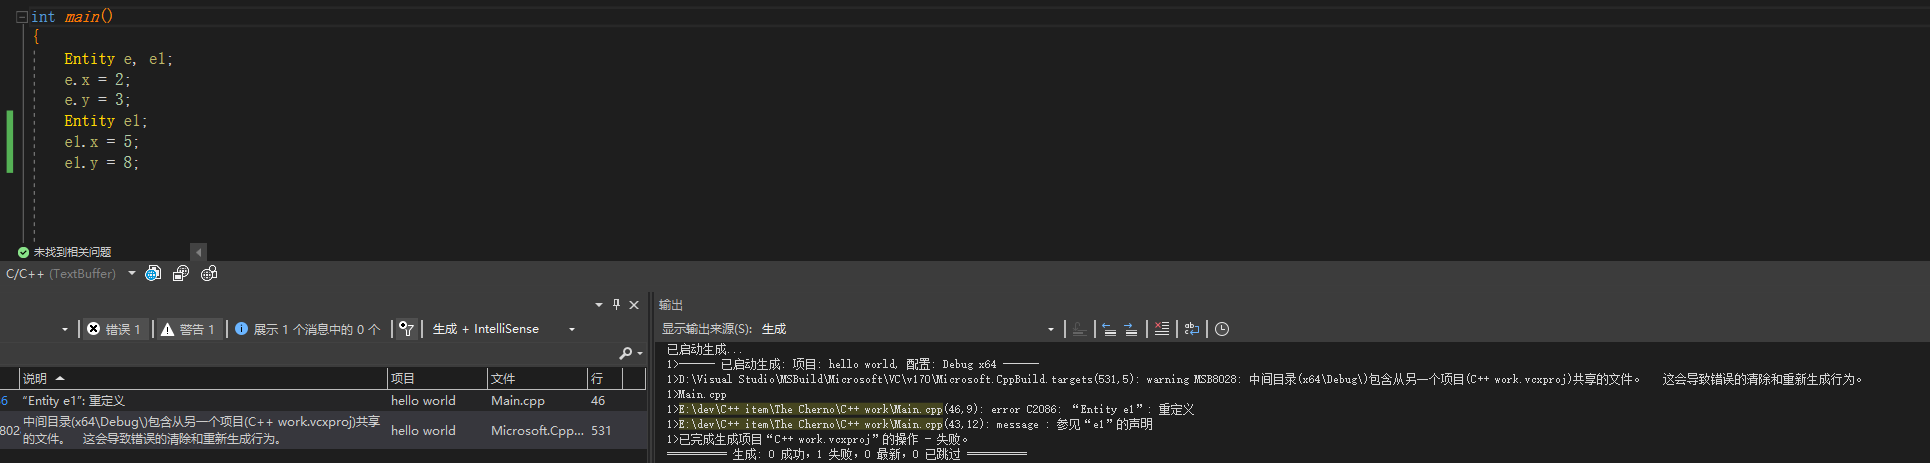 int main()
{
Entity e, e1;
e.x = 2;
e.y = 3;
Entity e1;
e1.x = 5;
e1.y = 8;
未找到相关问题
C/C++ (TextBuffer)
错误 1
警告 1
展示 1 个消息中的 0 个
生成 + IntelliSense
说明 项目 文件 行
86 “Entity e1”: 重定义 hello world Main.cpp 46
802 中间目录(x64\Debug\)包含从另一个项目(C++ work.vcxproj)共享 hello world Microsoft.Cpp... 531
的文件。 这会导致错误的清除和重新生成行为。
输出
显示输出来源(S): 生成
已启动生成...
1>------ 已启动生成: 项目: hello world, 配置: Debug x64 ------
1>D:\Visual Studio\MSBuild\Microsoft\VC\v170\Microsoft.CppBuild.targets(531,5): warning MSB8028: 中间目录(x64\Debug\)包含从另一个项目(C++ work.vcxproj)共享的文件。 这会导致错误的清除和重新生成行为。
1>Main.cpp
1>E:\dev\C++ item\The Cherno\C++ work\Main.cpp(46,9): error C2086: “Entity e1”: 重定义
1>E:\dev\C++ item\The Cherno\C++ work\Main.cpp(43,12): message : 参见“e1”的声明
1>已完成生成项目“C++ work.vcxproj”的操作 - 失败。
========== 生成: 0 成功，1 失败，0 最新，0 已跳过 ==========